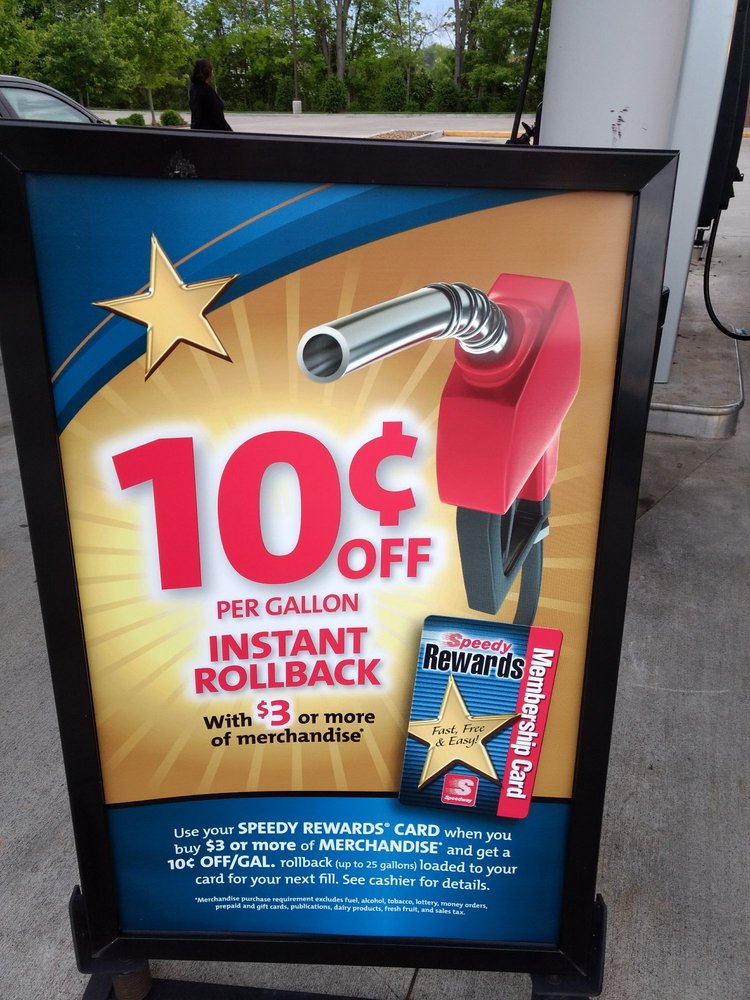 10¢
OFF
PER GALLON
INSTANT
ROLLBACK
With $3 or more
of merchandise*
Speedy
Rewards
Membership Card
Fast, Free
& Easy!
S
Speedway
Use your SPEEDY REWARDS® CARD when you
buy $3 or more of MERCHANDISE* and get a
10¢ OFF/GAL. rollback (up to 25 gallons) loaded to your
card for your next fill. See cashier for details.
*Merchandise purchase requirement excludes fuel, alcohol, tobacco, lottery, money orders,
prepaid and gift cards, publications, dairy products, fresh fruit, and sales tax.